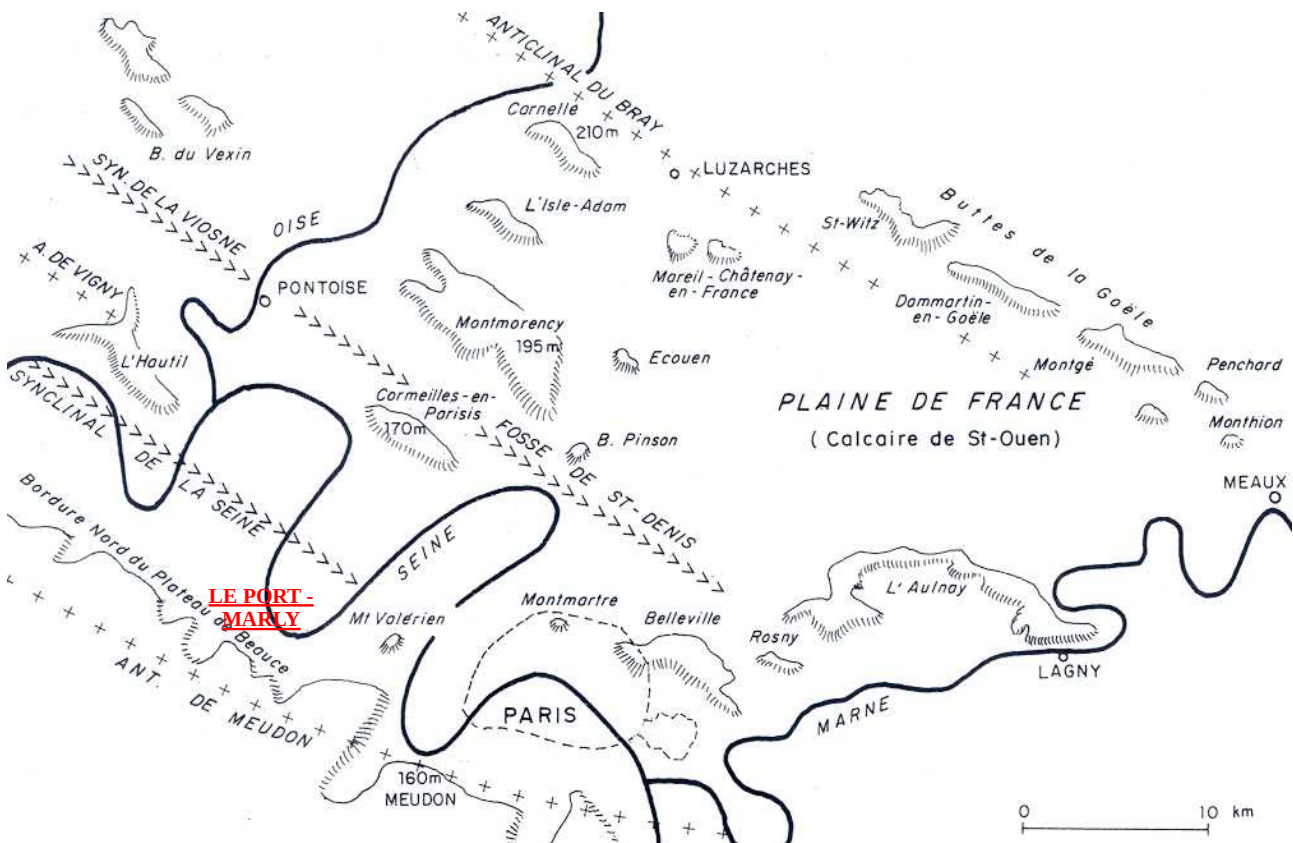 ANTICLINAL DU BRAY
Carnelle
210m
B. du Vexin
LUZARCHES
SYN. DE LA VIOSNE
OISE
L'Isle-Adam
St-Witz
Buttes de la Goële
Mareil-Châtenay-
en-France
A. DE VIGNY
PONTOISE
Dammartin-
en-Goële
Montmorency
195m
L'Hautil
Ecouen
Montgé
Penchard
SYNCLINAL DE
LA SEINE
Cormeilles-en-
Parisis
170m
PLAINE DE FRANCE
(Calcaire de St-Ouen)
Monthion
B. Pinson
FOSSE DE ST-DENIS
MEAUX
Bordure Nord du Plateau de Beauce
SEINE
LE PORT -
MARLY
Mt Valérien
Montmartre
Belleville
L'Aulnay
Rosny
LAGNY
ANT. DE MEUDON
PARIS
MARNE
160m
MEUDON
0 10 km